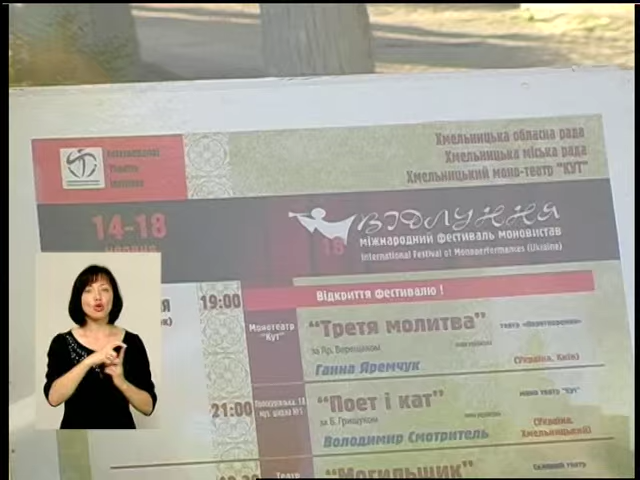 Хмельницька обласна рада
Хмельницька міська рада
Хмельницький моно-театр "КУТ"
14-18
ВІДЛУННЯ
міжнародний фестиваль моновистав
International Festival of Monoperformances (Ukraine)
19:00
Відкриття фестивалю !
Монотеатр
"Кут"
"Третя молитва"
за Яр. Верещаком
Ганна Яремчук
(Україна, Київ)
21:00
"Поет і кат"
за Б. Грищуком
Володимир Смотритель
моно театр "КУТ"
(Україна,
Хмельницький)
Театр
"Могильщик"